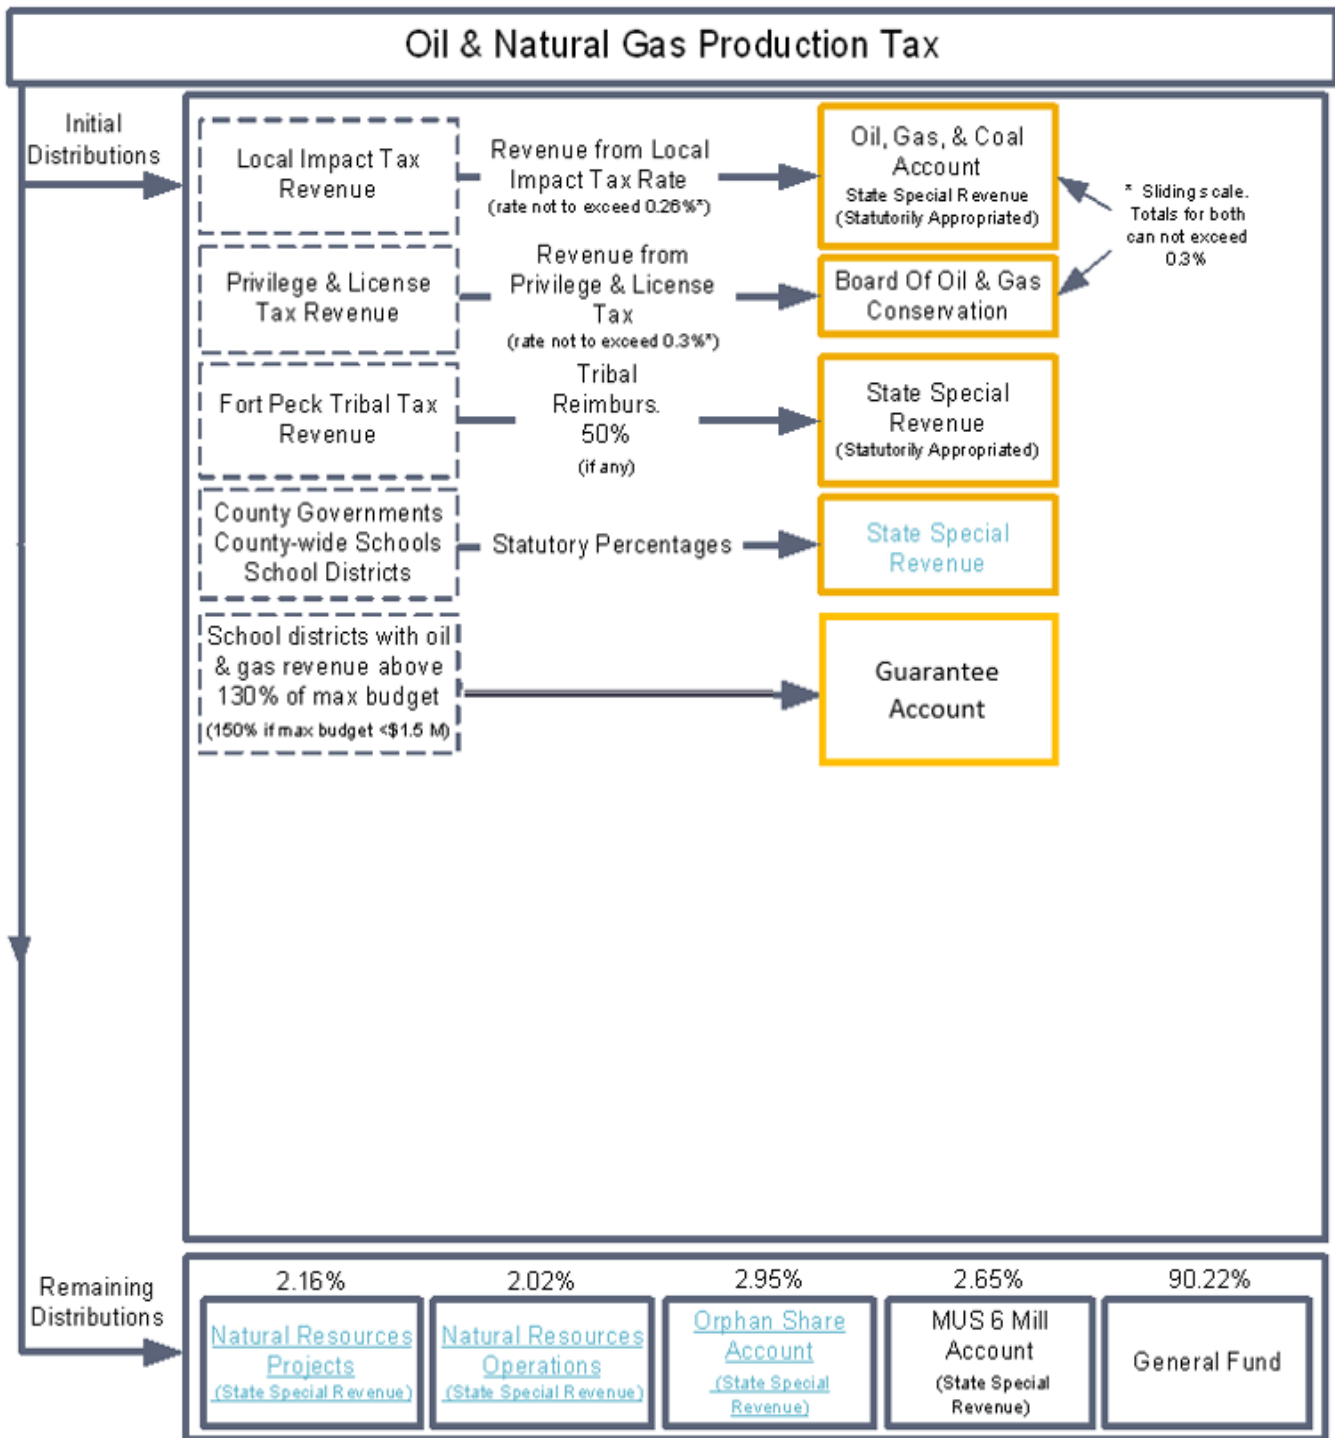 Oil & Natural Gas Production Tax
Initial
Distributions
Local Impact Tax
Revenue
Revenue from Local
Impact Tax Rate
(rate not to exceed 0.26%*)
Oil, Gas, & Coal
Account
State Special Revenue
(Statutorily Appropriated)
* Sliding scale.
Totals for both
can not exceed
0.3%
Privilege & License
Tax Revenue
Revenue from
Privilege & License
Tax
(rate not to exceed 0.3%*)
Board Of Oil & Gas
Conservation
Fort Peck Tribal Tax
Revenue
Tribal
Reimburs.
50%
(if any)
State Special
Revenue
(Statutorily Appropriated)
County Governments
County-wide Schools
School Districts
Statutory Percentages
State Special
Revenue
School districts with oil
& gas revenue above
130% of max budget
(150% if max budget <$1.5 M)
Guarantee
Account
Remaining
Distributions
2.16%
Natural Resources
Projects
(State Special Revenue)
2.02%
Natural Resources
Operations
(State Special Revenue)
2.95%
Orphan Share
Account
(State Special
Revenue)
2.65%
MUS 6 Mill
Account
(State Special
Revenue)
90.22%
General Fund